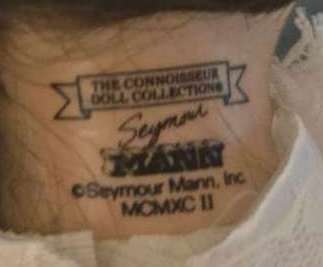 THE CONNOISSEUR
DOLL COLLECTION®
Seymour
MANN
©Seymour Mann, Inc
MCMXC II